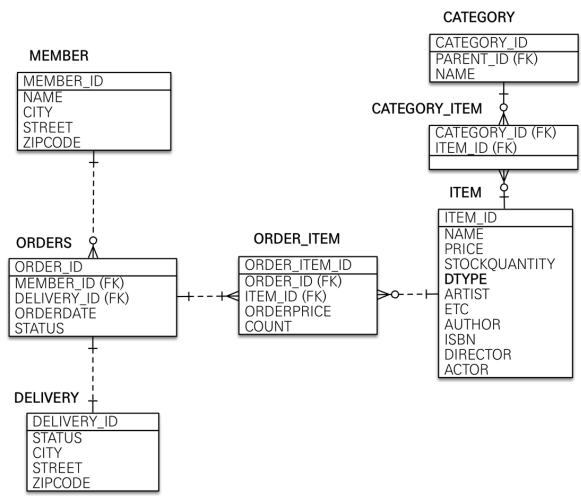 CATEGORY
CATEGORY_ID
PARENT_ID (FK)
NAME
MEMBER
MEMBER_ID
NAME
CITY
STREET
ZIPCODE
CATEGORY_ITEM
CATEGORY_ID (FK)
ITEM_ID (FK)
ITEM
ITEM_ID
NAME
PRICE
STOCKQUANTITY
DTYPE
ARTIST
ETC
AUTHOR
ISBN
DIRECTOR
ACTOR
ORDERS
ORDER_ID
MEMBER_ID (FK)
DELIVERY_ID (FK)
ORDERDATE
STATUS
ORDER_ITEM
ORDER_ITEM_ID
ORDER_ID (FK)
ITEM_ID (FK)
ORDERPRICE
COUNT
DELIVERY
DELIVERY_ID
STATUS
CITY
STREET
ZIPCODE